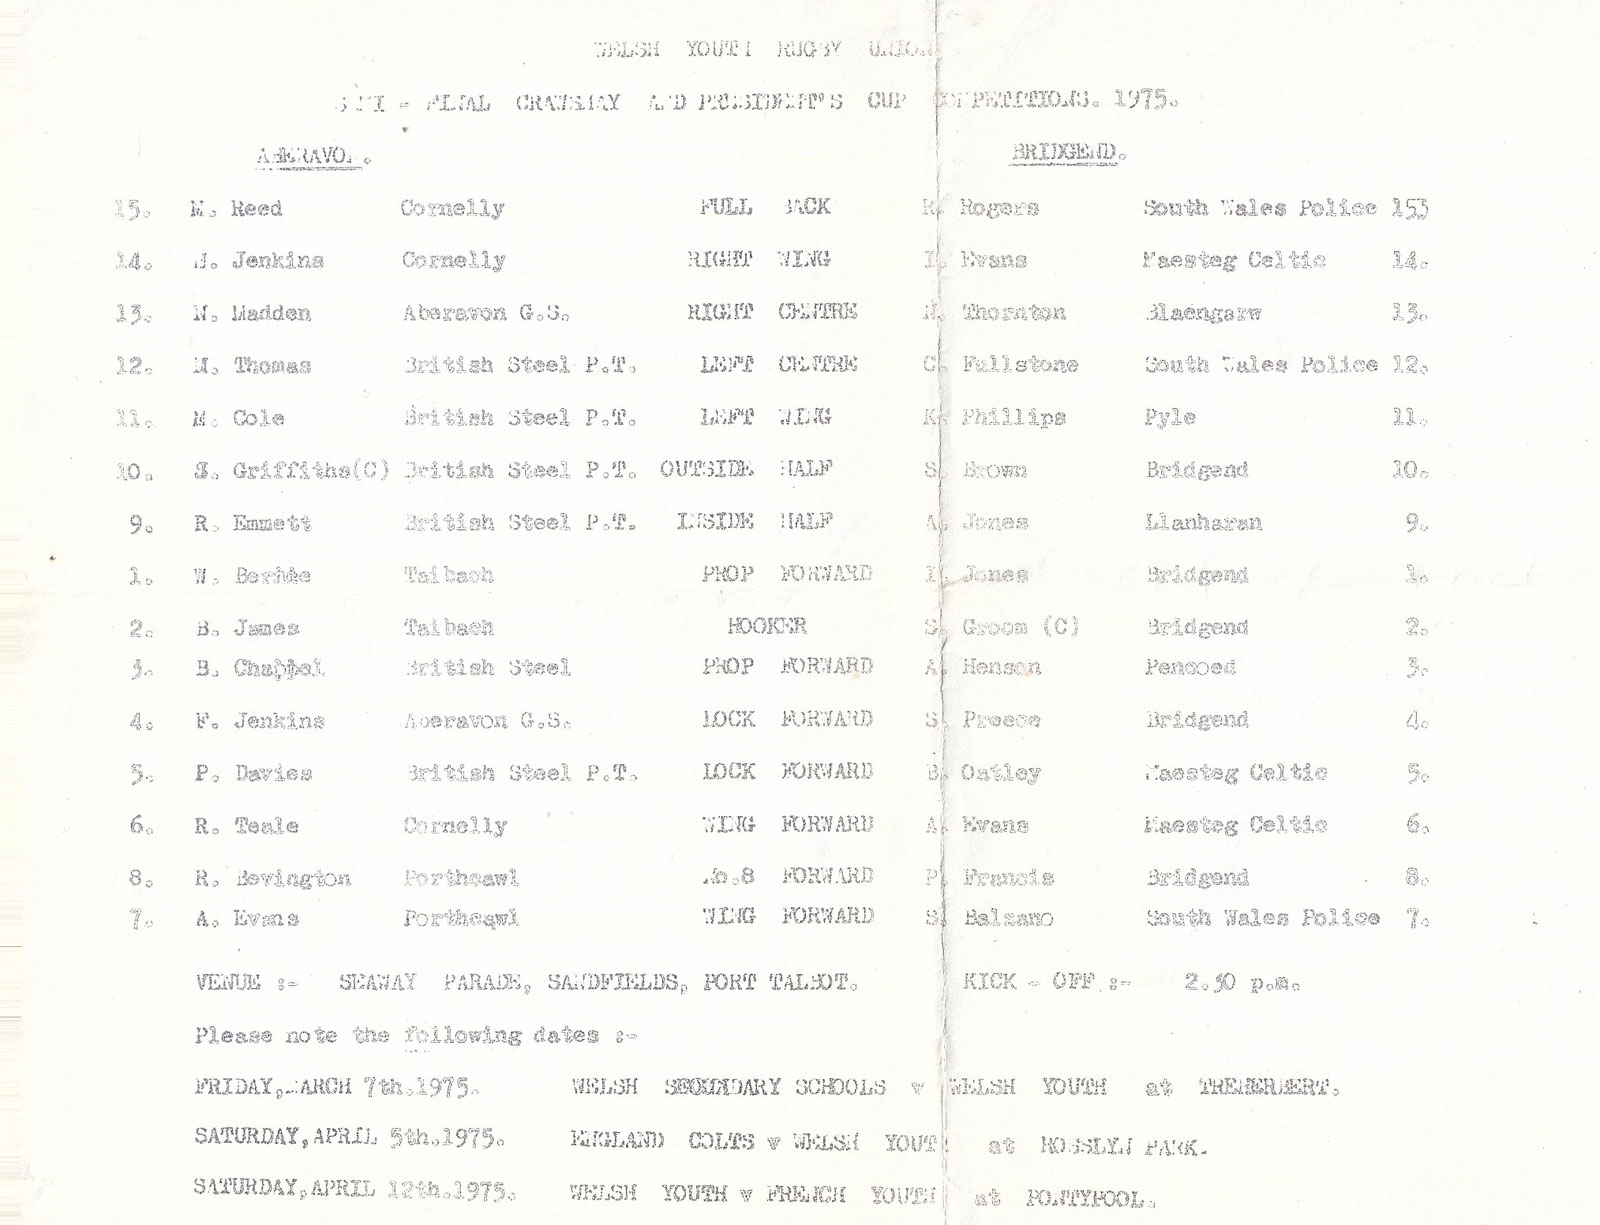 WELSH YOUTH RUGBY UNION
SEMI - FINAL CRAWSHAY AND PRESIDENT'S CUP COMPETITIONS. 1975.
ABERAVON. BRIDGEND.
15. W. Reed Cornelly FULL BACK R. Rogers South Wales Police 153
14. Jenkins Cornelly RIGHT WING I. Evans Maesteg Celtic 14.
13. N. Madden Aberavon G.S. RIGHT CENTRE N. Thornton Blaengarw 13.
12. M. Thomas British Steel P.T. LEFT CENTRE C. Fullstone South Wales Police 12.
11. M. Cole British Steel P.T. LEFT WING K. Phillips Pyle 11.
10. Griffiths(C) British Steel P.T. OUTSIDE HALF S. Brown Bridgend 10.
9. R. Emmett British Steel P.T. INSIDE HALF A. Jones Llanharan 9.
1. W. Taibach PROP FORWARD I. Jones Bridgend 1.
2. B. James Taibach HOOKER S. Groom (C) Bridgend 2.
3. B. Chappel British Steel PROP FORWARD A. Henson Pencoed 3.
4. F. Jenkins Aberavon G.S. LOCK FORWARD S. Preece Bridgend 4.
5. P. Davies British Steel P.T. LOCK FORWARD B. Oatley Maesteg Celtic 5.
6. R. Teale Cornelly WING FORWARD A. Evans Maesteg Celtic 6.
8. R. Bevington Porthcawl No.8 FORWARD P. Francis Bridgend 8.
7. A. Evans Porthcawl WING FORWARD S. Balzano South Wales Police 7.
VENUE :- SEAWAY PARADE, SANDFIELDS, PORT TALBOT. KICK - OFF :- 2.30 p.m.
Please note the following dates :-
FRIDAY,MARCH 7th.1975. WELSH SECONDARY SCHOOLS v WELSH YOUTH at TREHERBERT.
SATURDAY,APRIL 5th.1975. ENGLAND COLTS v WELSH YOUTH at ROSSLYN PARK.
SATURDAY,APRIL 12th.1975. WELSH YOUTH v FRENCH YOUTH at PONTYPOOL.